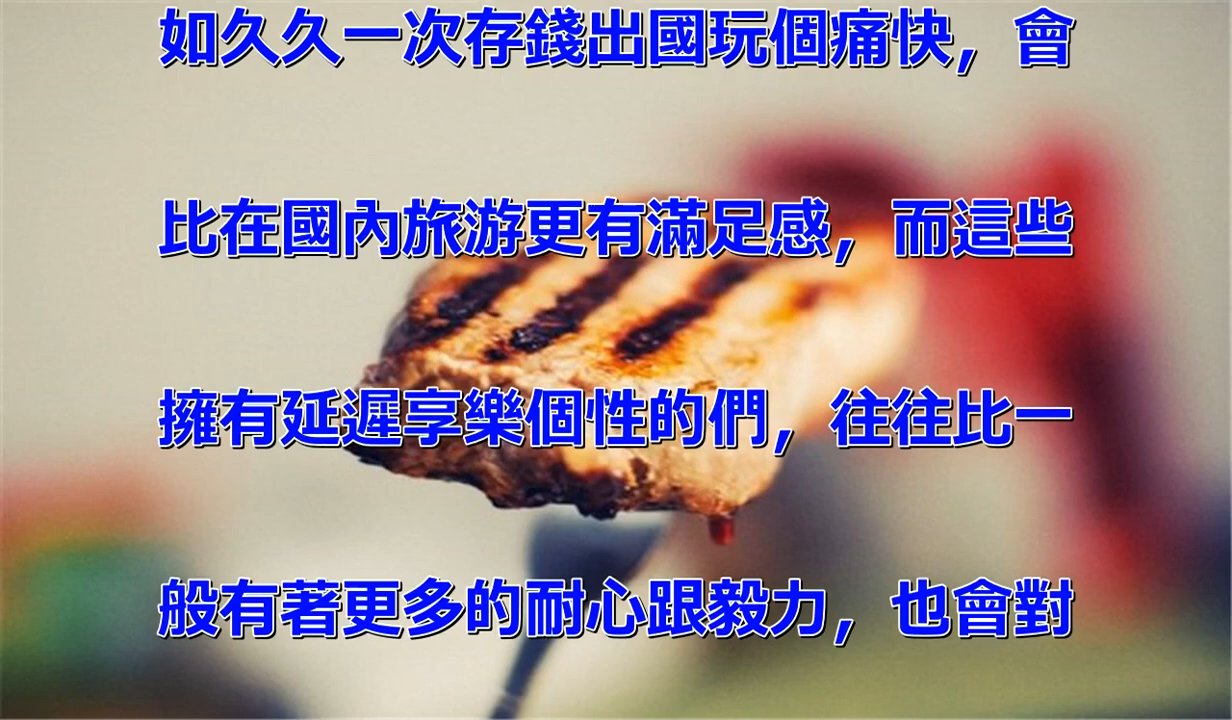 如久久一次存錢出國玩個痛快，會
比在國內旅游更有滿足感，而這些
擁有延遲享樂個性的們，往往比一
般有著更多的耐心跟毅力，也會對